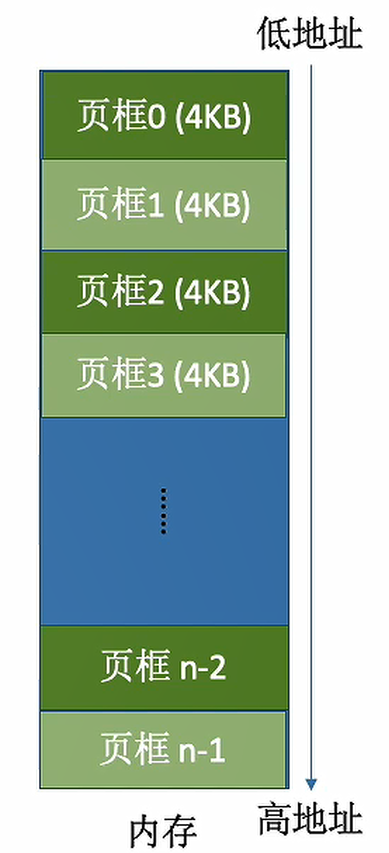 低地址
页框0 (4KB)
页框1 (4KB)
页框2 (4KB)
页框3 (4KB)
......
页框 n-2
页框 n-1
高地址
内存